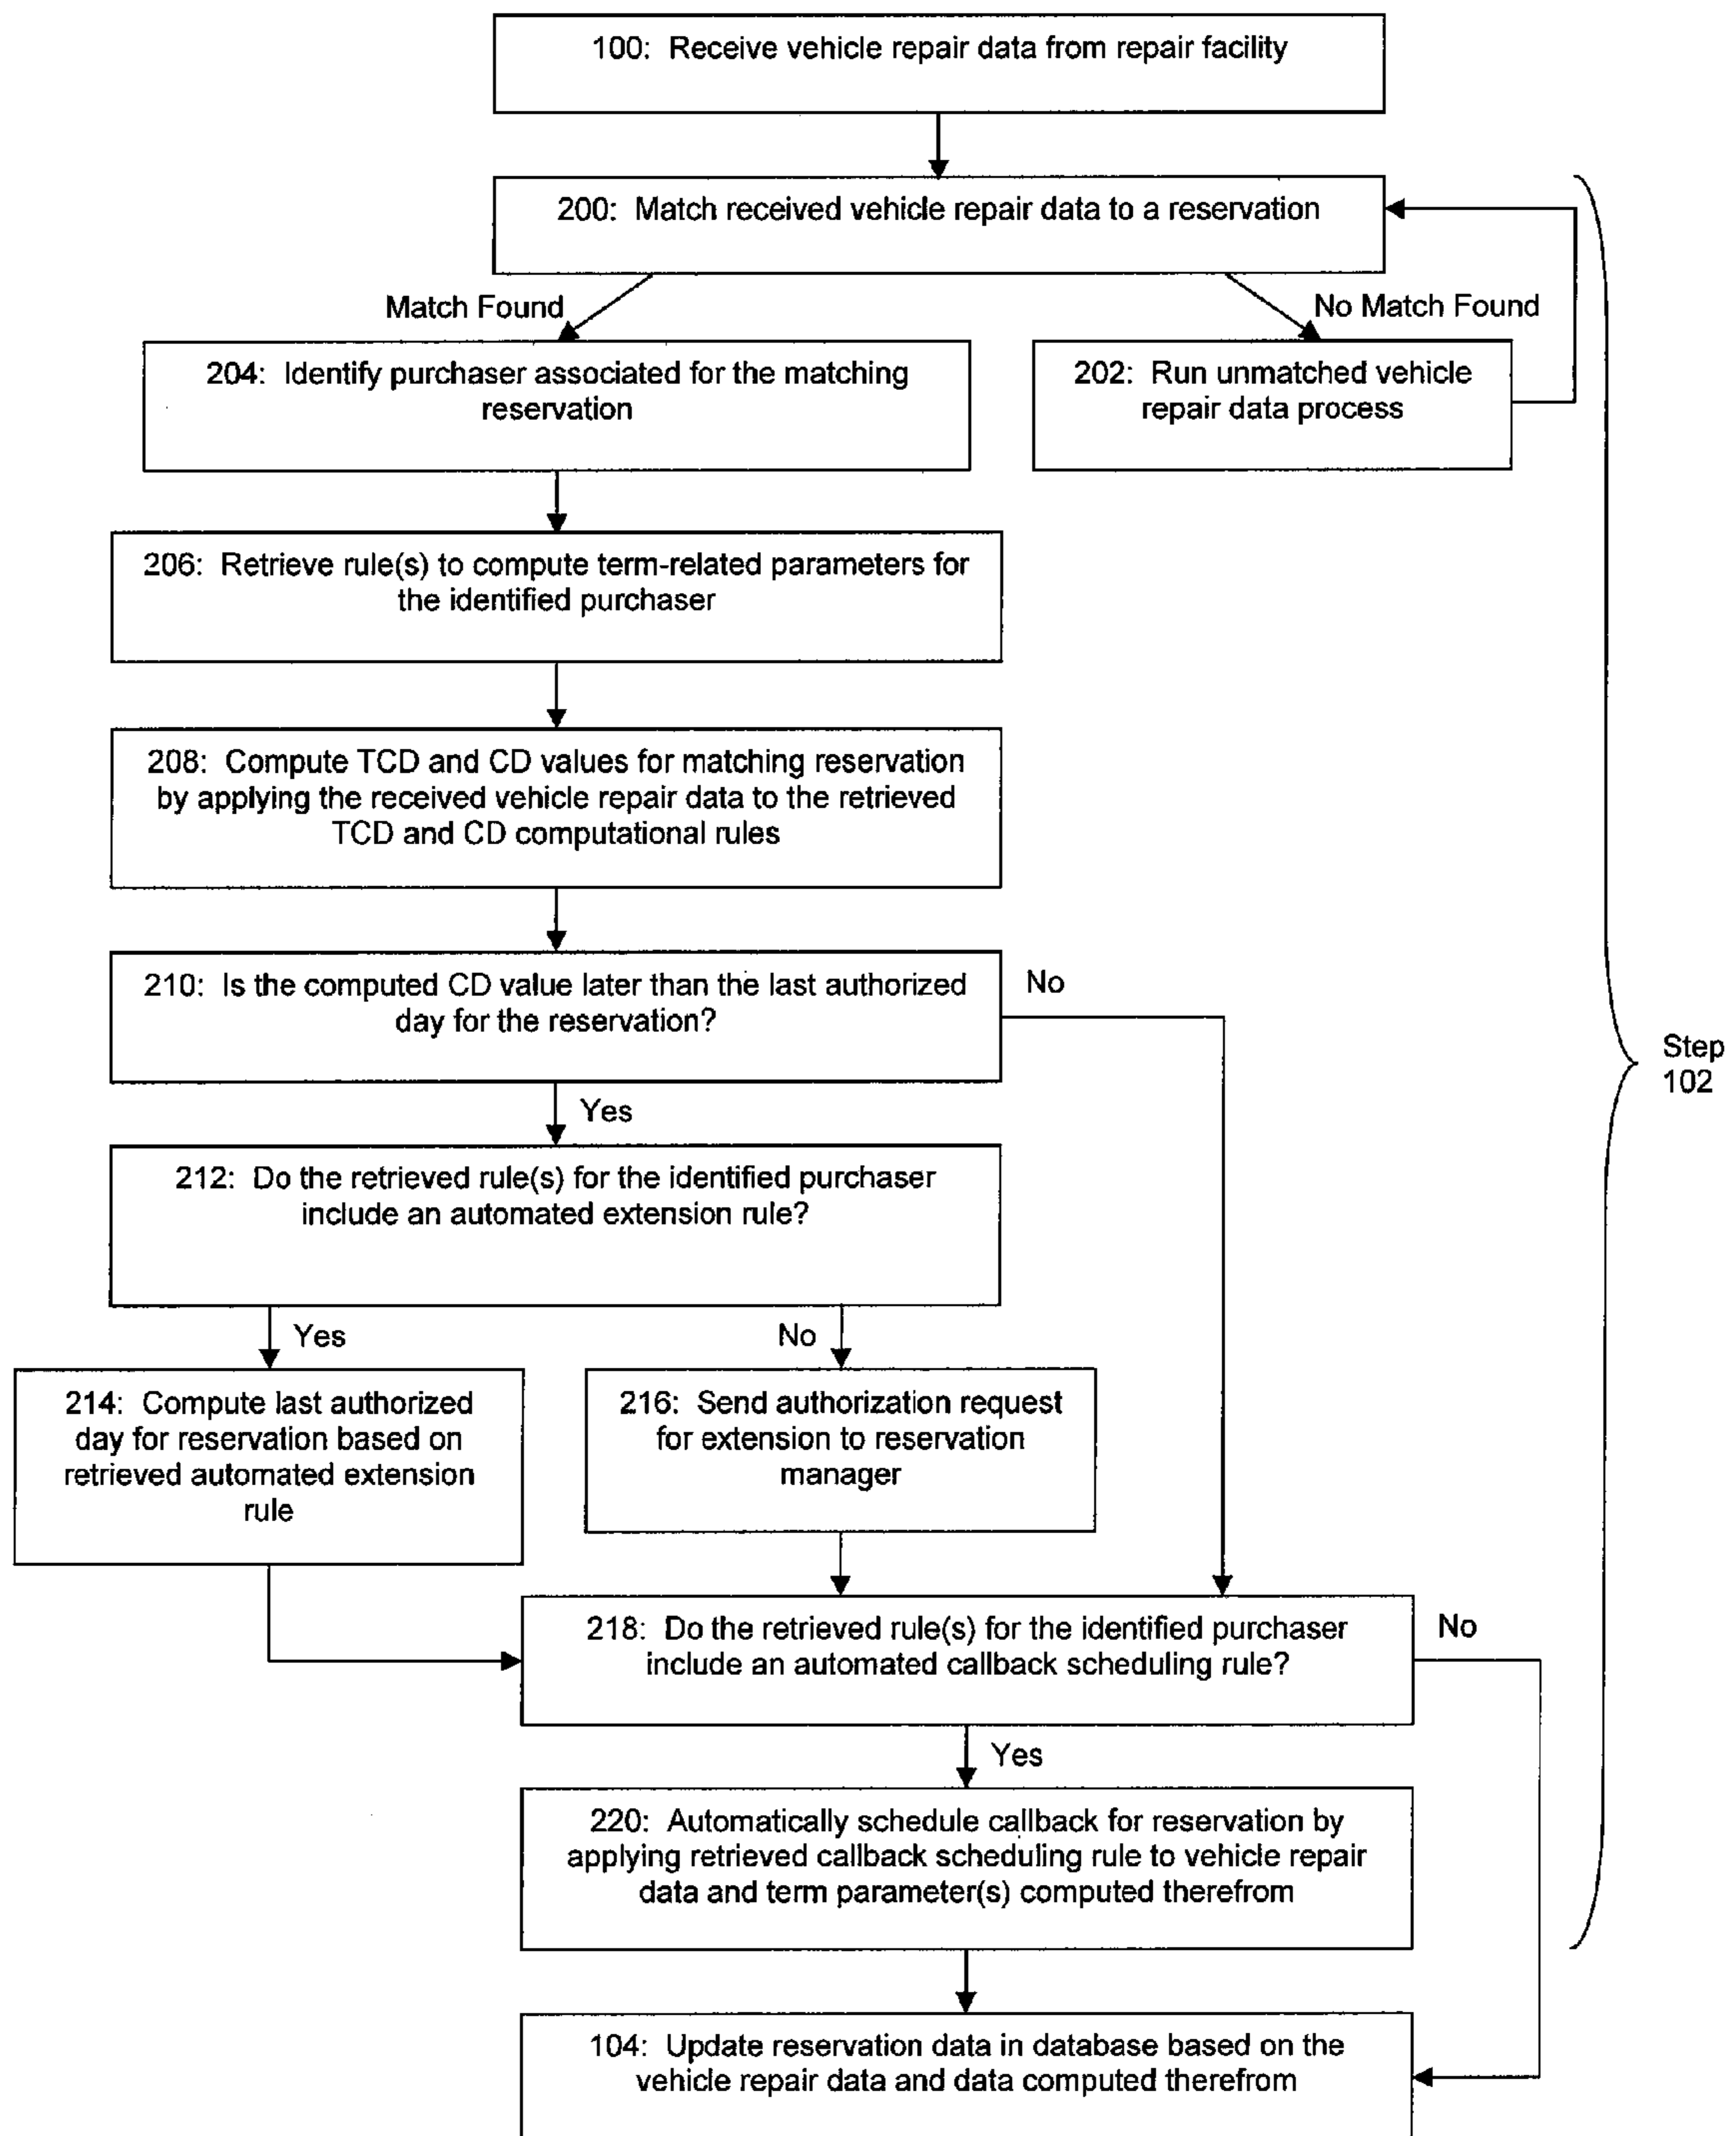 100: Receive vehicle repair data from repair facility
200: Match received vehicle repair data to a reservation
Match Found
No Match Found
204: Identify purchaser associated for the matching
reservation
202: Run unmatched vehicle
repair data process
206: Retrieve rule(s) to compute term-related parameters for
the identified purchaser
208: Compute TCD and CD values for matching reservation
by applying the received vehicle repair data to the retrieved
TCD and CD computational rules
210: Is the computed CD value later than the last authorized
day for the reservation?
No
Step
102
Yes
212: Do the retrieved rule(s) for the identified purchaser
include an automated extension rule?
Yes
No
214: Compute last authorized
day for reservation based on
retrieved automated extension
rule
216: Send authorization request
for extension to reservation
manager
218: Do the retrieved rule(s) for the identified purchaser
include an automated callback scheduling rule?
No
Yes
220: Automatically schedule callback for reservation by
applying retrieved callback scheduling rule to vehicle repair
data and term parameter(s) computed therefrom
104: Update reservation data in database based on the
vehicle repair data and data computed therefrom